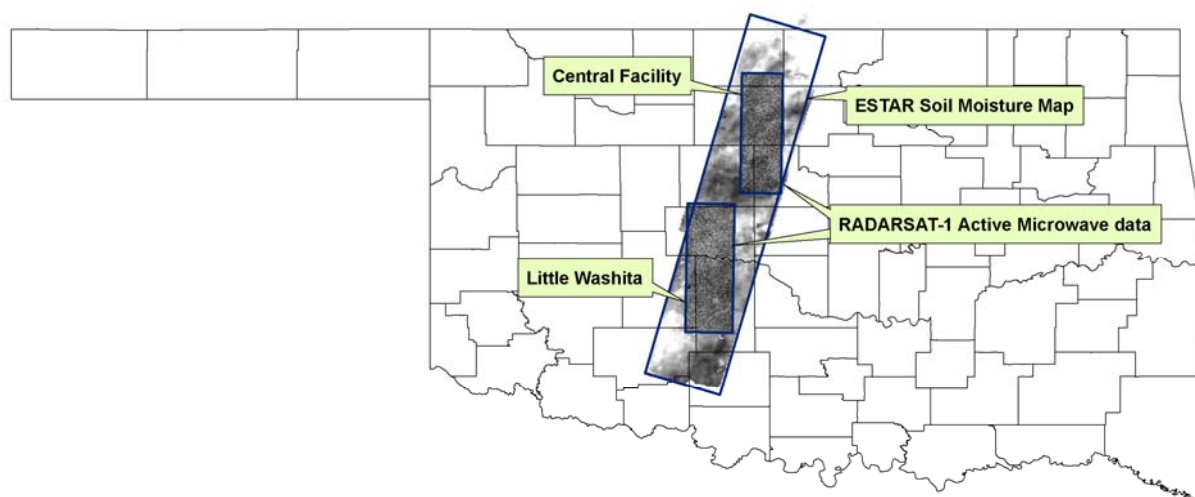 Central Facility
ESTAR Soil Moisture Map
RADARSAT-1 Active Microwave data
Little Washita